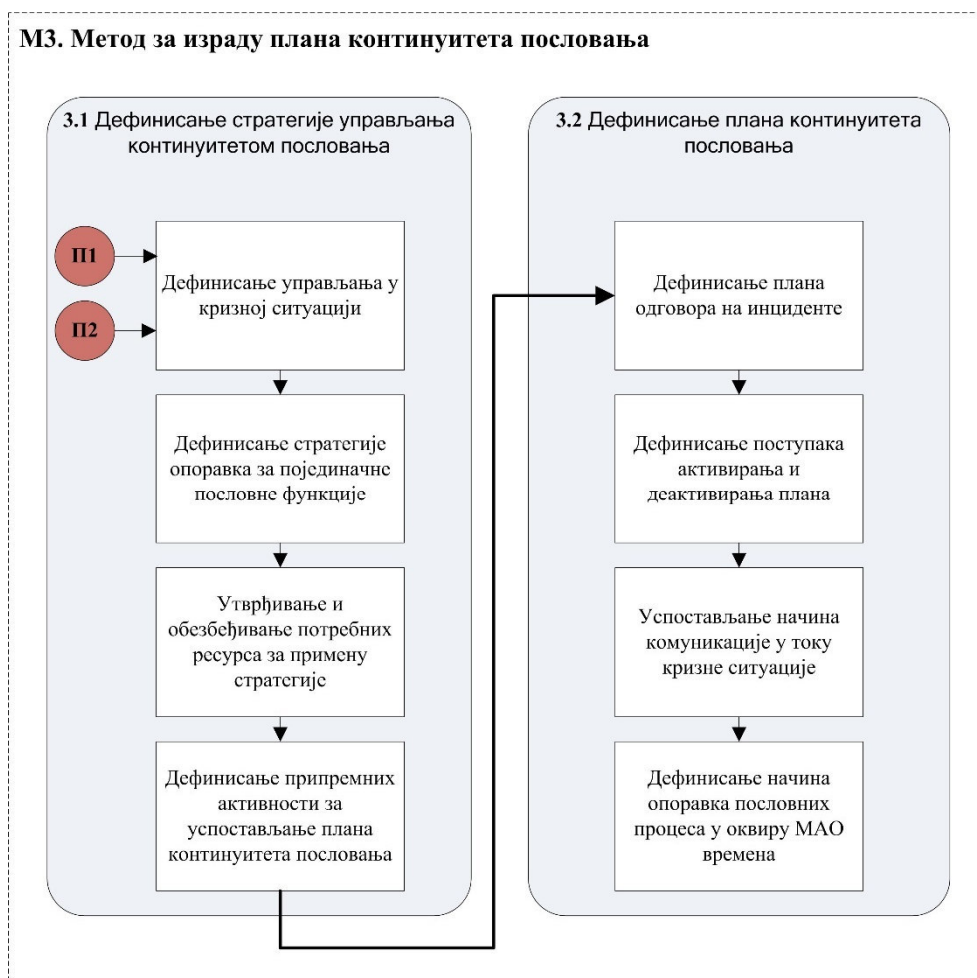 М3. Метод за израду плана континуитета пословања
3.1 Дефинисање стратегије управљања
континуитетом пословања
П1
П2
Дефинисање управљања у
кризној ситуацији
Дефинисање стратегије
опоравка за појединачне
пословне функције
Утврђивање и
обезбеђивање потребних
ресурса за примену
стратегије
Дефинисање припремних
активности за
успостављање плана
континуитета пословања
3.2 Дефинисање плана континуитета
пословања
Дефинисање плана
одговора на инциденте
Дефинисање поступака
активирања и
деактивирања плана
Успостављање начина
комуникације у току
кризне ситуације
Дефинисање начина
опоравка пословних
процеса у оквиру МАО
времена